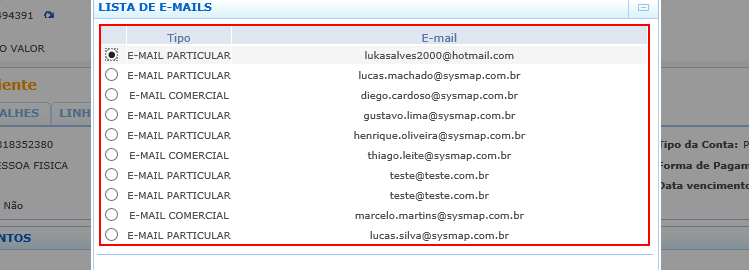 LISTA DE E-MAILS
494391
O VALOR
Tipo E-mail
E-MAIL PARTICULAR lukasalves2000@hotmail.com
E-MAIL PARTICULAR lucas.machado@sysmap.com.br
E-MAIL COMERCIAL diego.cardoso@sysmap.com.br
E-MAIL PARTICULAR gustavo.lima@sysmap.com.br
E-MAIL PARTICULAR henrique.oliveira@sysmap.com.br
E-MAIL COMERCIAL thiago.leite@sysmap.com.br
E-MAIL PARTICULAR teste@teste.com.br
E-MAIL PARTICULAR teste@teste.com.br
E-MAIL COMERCIAL marcelo.martins@sysmap.com.br
E-MAIL PARTICULAR lucas.silva@sysmap.com.br
iente
ALHES LINH
318352380
ESSOA FISICA
Não
NTOS
Tipo da Conta: P
Forma de Pagam
Data vencimento